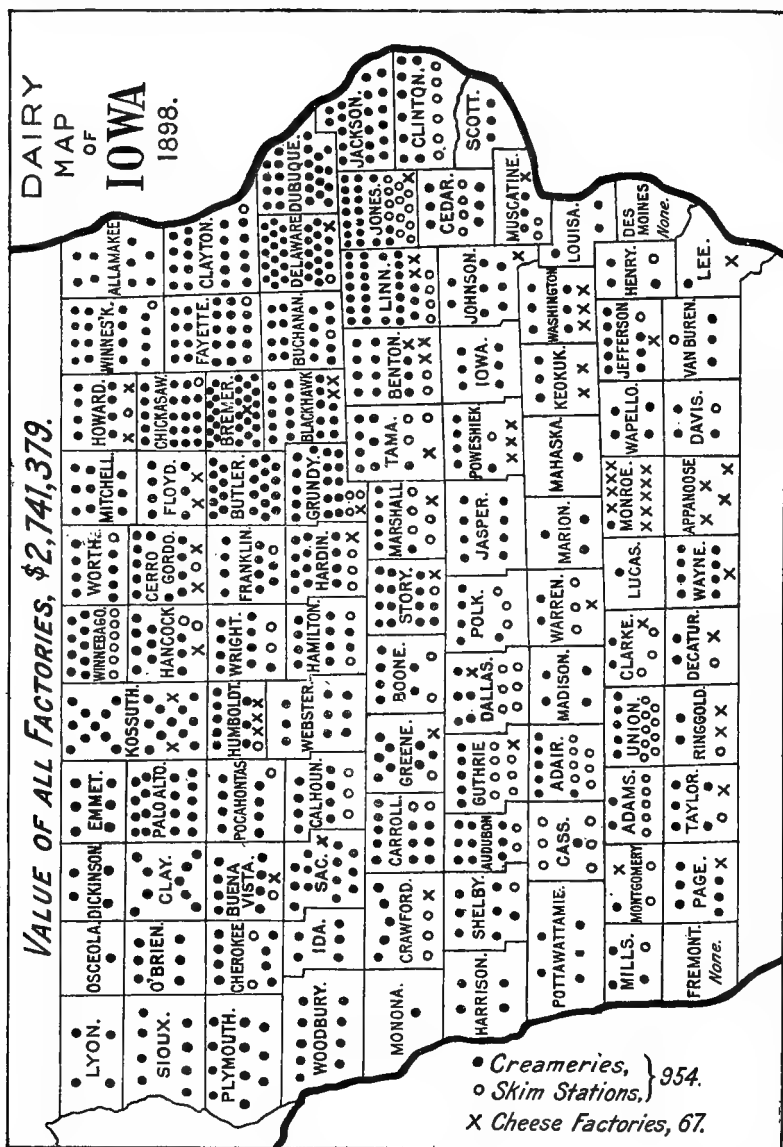 DAIRY
MAP
OF
IOWA
1898.
VALUE OF ALL FACTORIES, $2,741,379.
LYON.
OSCEOLA.
DICKINSON.
EMMET.
KOSSUTH.
WINNEBAGO.
WORTH.
MITCHELL.
HOWARD.
WINNES'K.
ALLAMAKEE
SIOUX.
O'BRIEN.
CLAY.
PALO ALTO.
HANCOCK
CERRO
GORDO.
FLOYD.
CHICKASAW.
FAYETTE.
CLAYTON.
PLYMOUTH.
CHEROKEE
BUENA
VISTA.
POCAHONTAS
HUMBOLDT.
WRIGHT.
FRANKLIN.
BUTLER.
BREMER.
WOODBURY.
IDA.
SAC.
CALHOUN.
WEBSTER.
HAMILTON.
HARDIN.
GRUNDY.
BLACKHAWK
BUCHANAN.
DELAWARE
DUBUQUE.
MONONA.
CRAWFORD.
CARROLL.
GREENE.
BOONE.
STORY.
MARSHALL
TAMA.
BENTON.
LINN.
JONES.
JACKSON.
CLINTON.
HARRISON.
SHELBY.
AUDUBON
GUTHRIE
DALLAS.
POLK.
JASPER.
POWESHIEK
IOWA.
JOHNSON.
CEDAR.
SCOTT.
MUSCATINE.
POTTAWATTAMIE.
CASS.
ADAIR.
MADISON.
WARREN.
MARION.
MAHASKA.
KEOKUK.
WASHINGTON
LOUISA.
MILLS.
MONTGOMERY
ADAMS.
UNION.
CLARKE.
LUCAS.
MONROE.
WAPELLO.
JEFFERSON.
HENRY.
DES
MOINES
None.
FREMONT.
None.
PAGE.
TAYLOR.
RINGGOLD.
DECATUR.
WAYNE.
APPANOOSE
DAVIS.
VAN BUREN.
LEE.
● Creameries,
○ Skim Stations, } 954.
X Cheese Factories, 67.